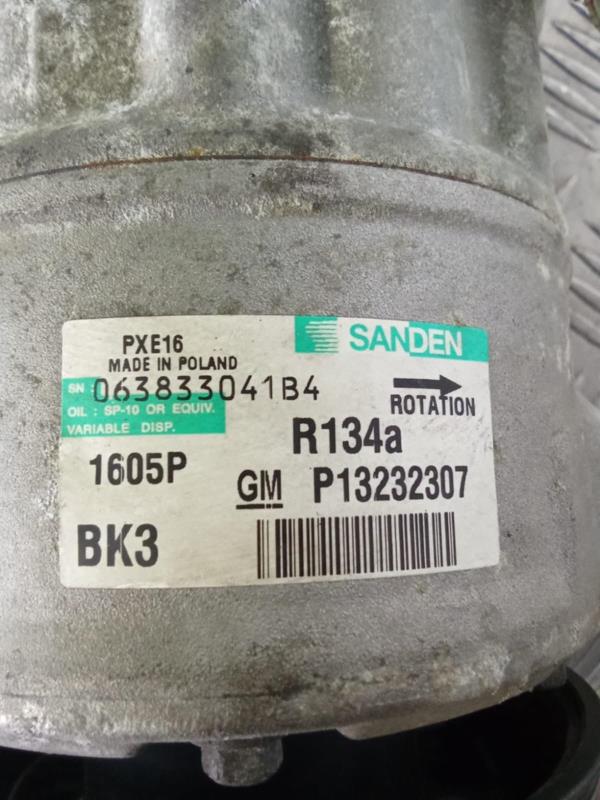 PXE16
SANDEN
MADE IN POLAND
SN : 063833041B4
ROTATION
OIL : SP-10 OR EQUIV.
VARIABLE DISP.
R134a
1605P
GM P13232307
BK3